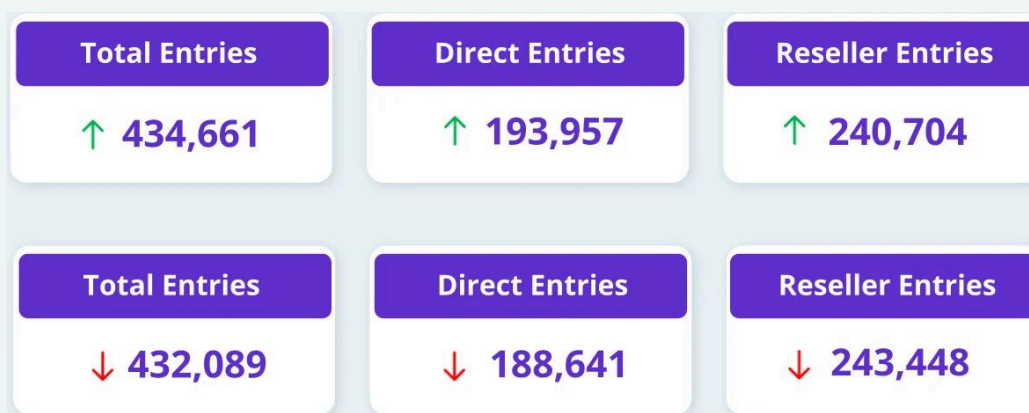 Total Entries
Direct Entries
Reseller Entries
↑ 434,661
↑ 193,957
↑ 240,704
Total Entries
Direct Entries
Reseller Entries
↓ 432,089
↓ 188,641
↓ 243,448